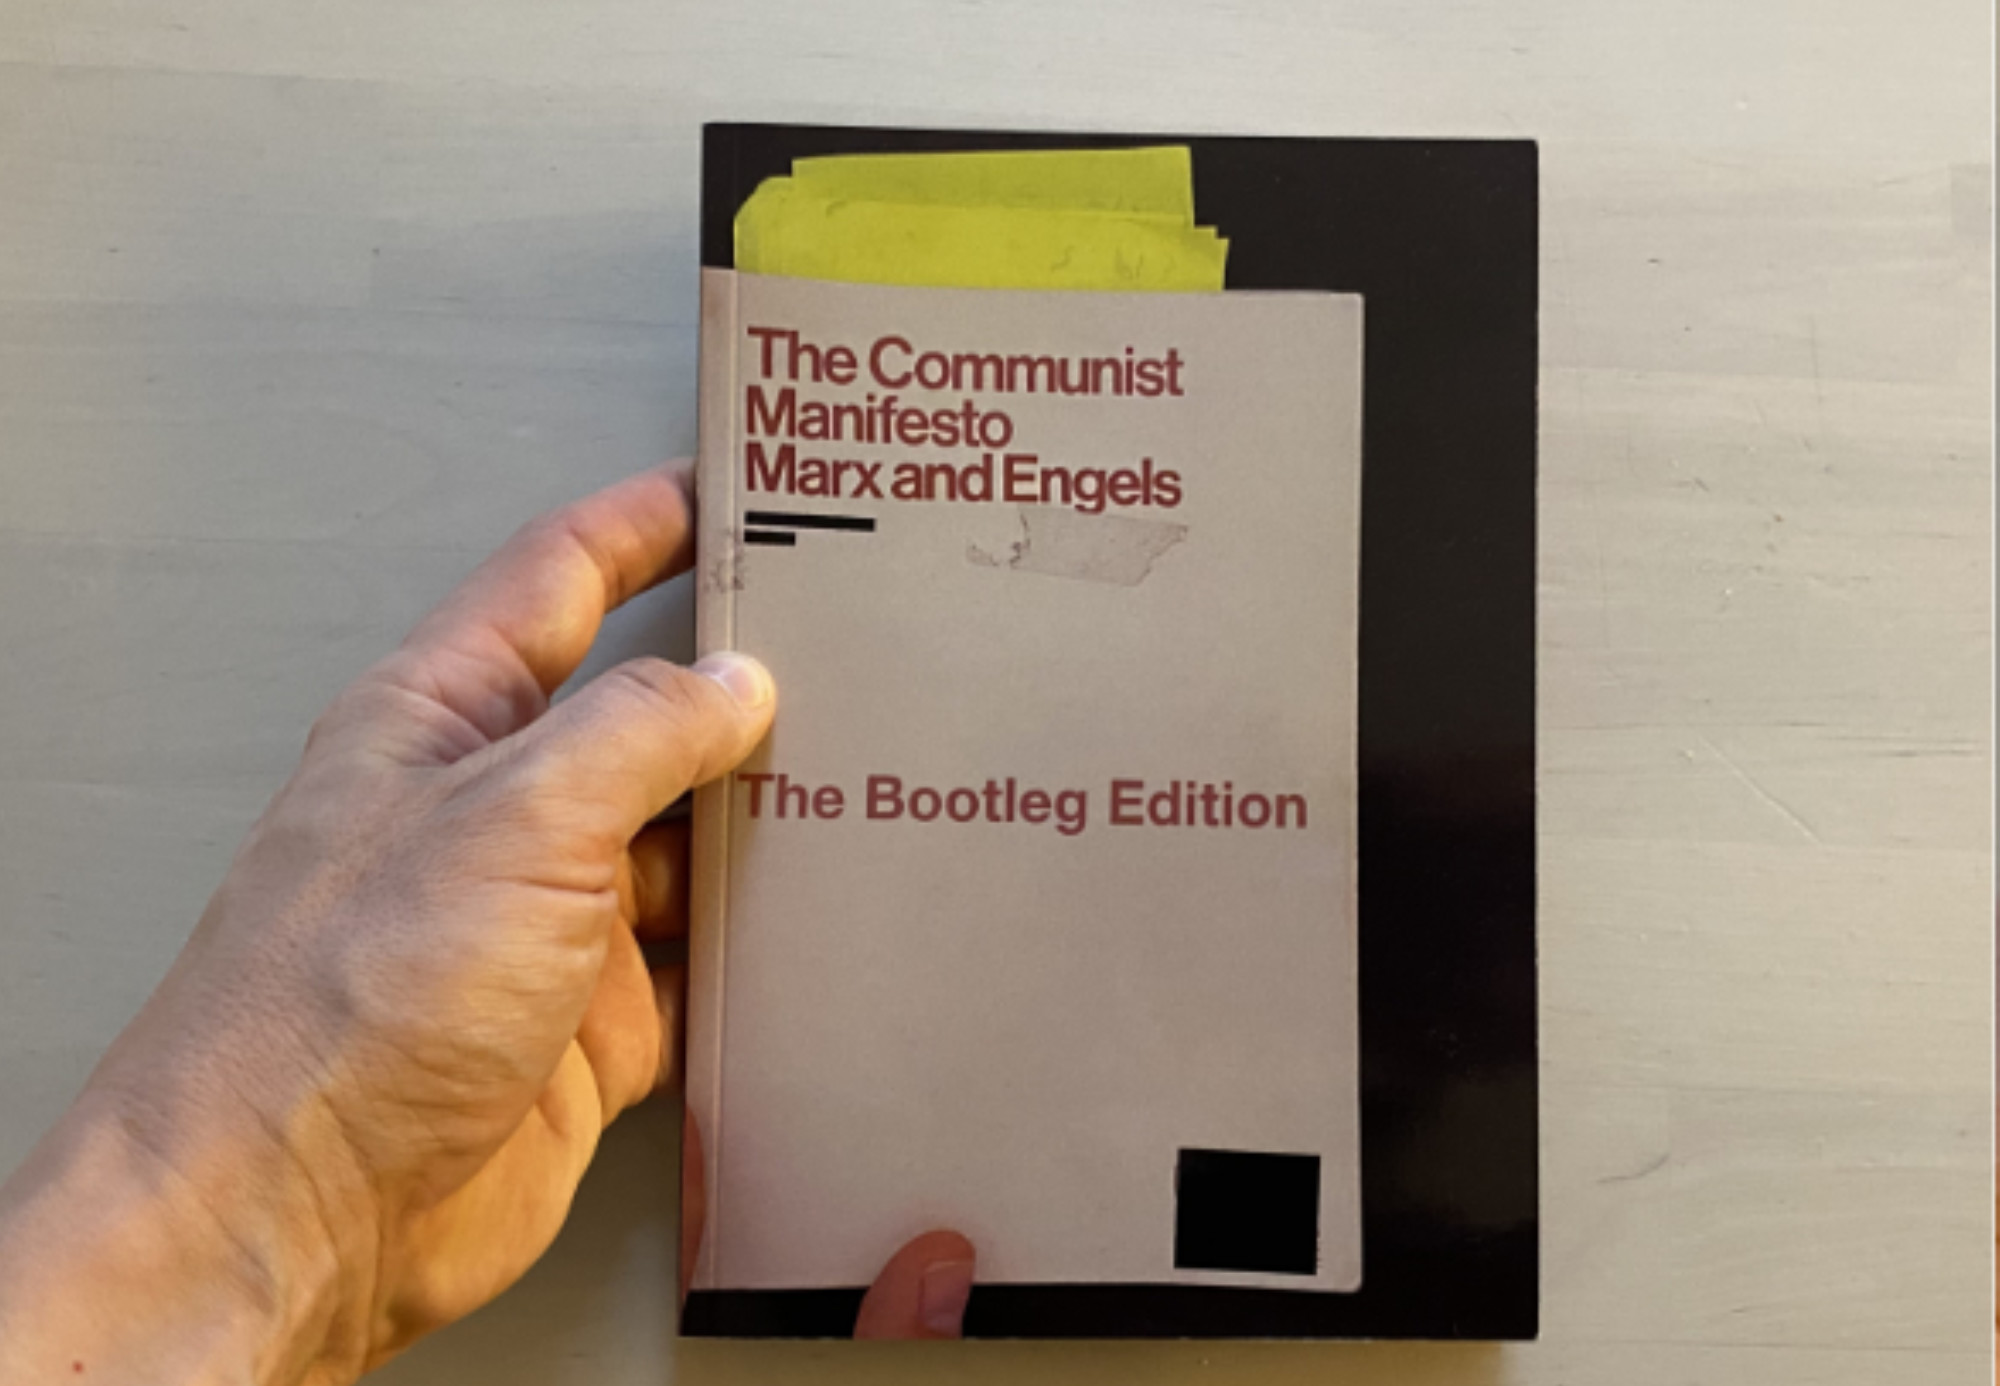 The Communist
Manifesto
Marx and Engels
The Bootleg Edition